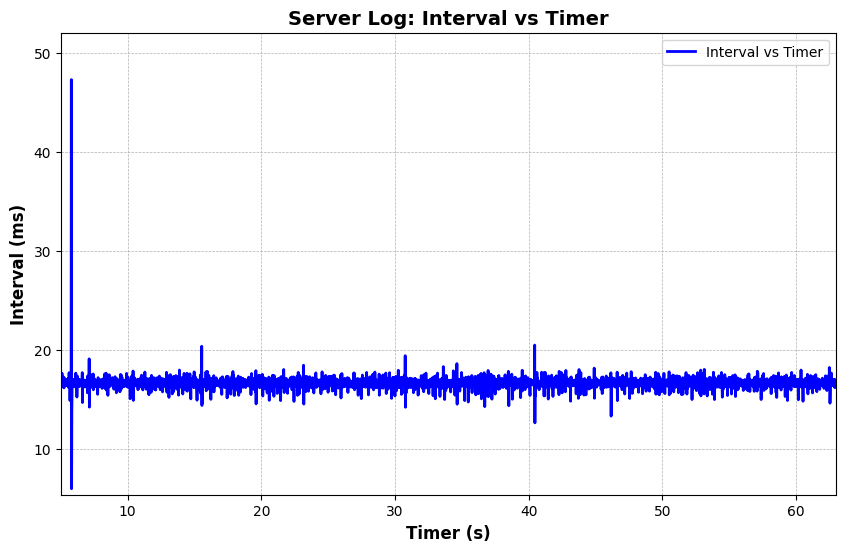 Server Log: Interval vs Timer
Interval vs Timer
50
40
30
20
10
Interval (ms)
10 20 30 40 50 60
Timer (s)